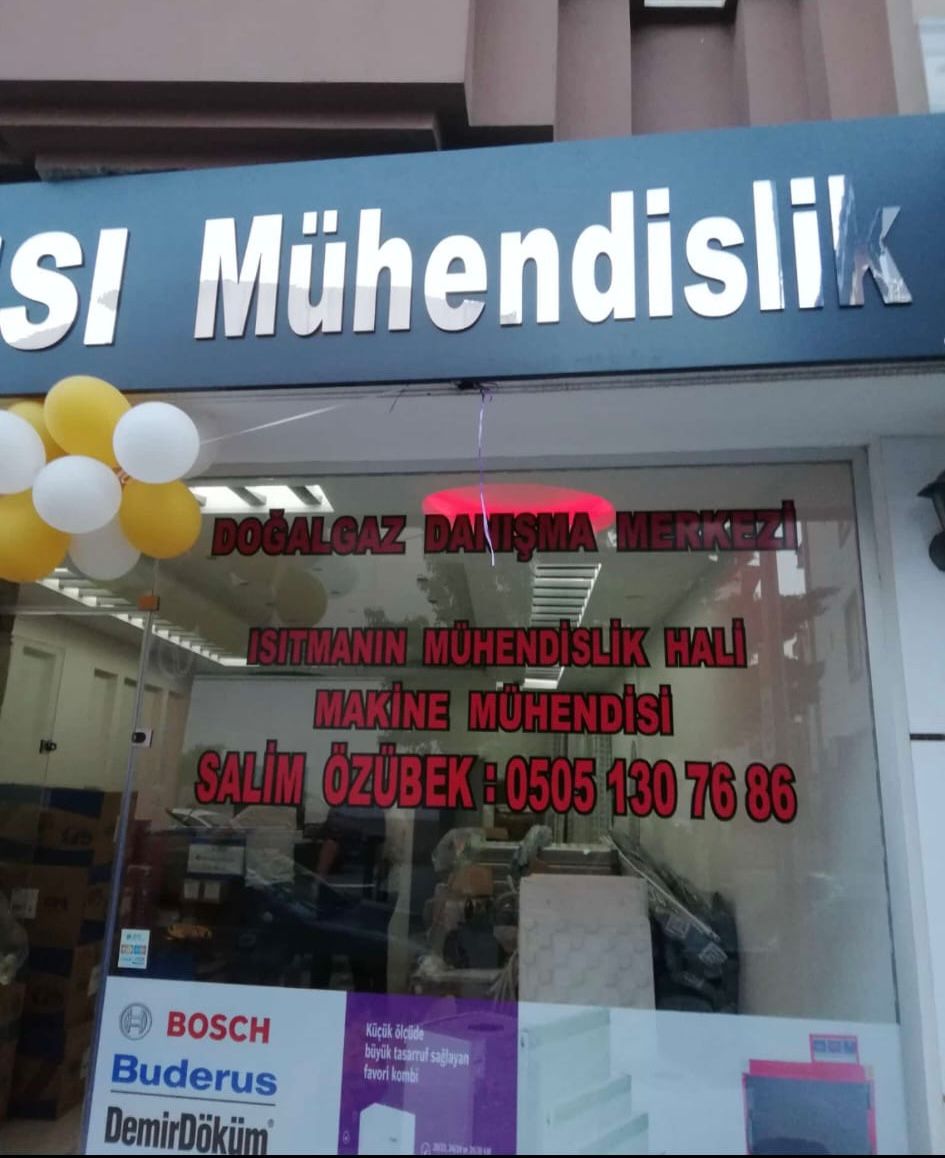 ISI Mühendislik
DOĞALGAZ DANIŞMA MERKEZİ
ISITMANIN MÜHENDİSLİK HALİ
MAKİNE MÜHENDİSİ
SALİM ÖZÜBEK : 0505 130 76 86
BOSCH
Buderus
DemirDöküm
Küçük ölçüde
büyük tasarruf sağlayan
favori kombi